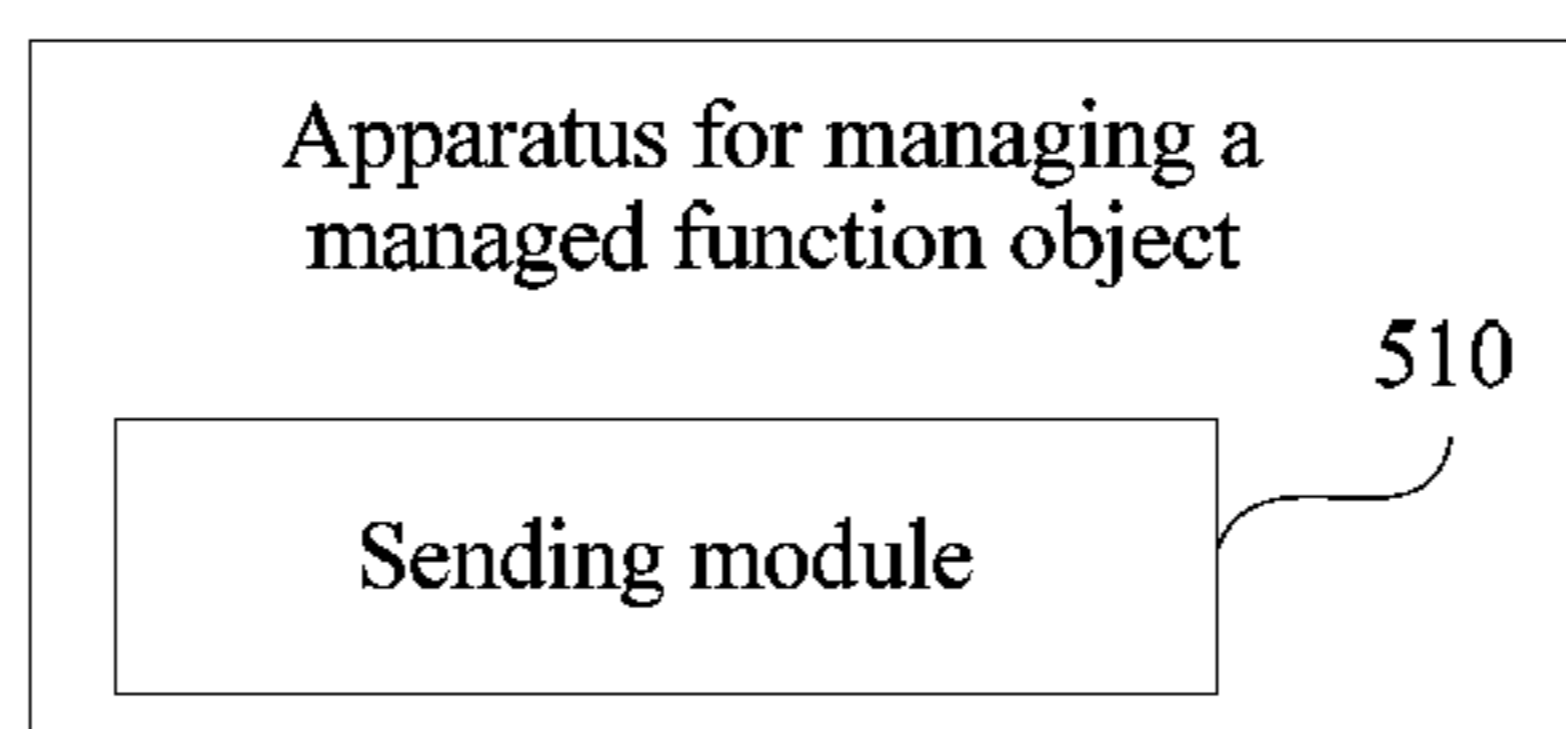 Apparatus for managing a
managed function object
510
Sending module